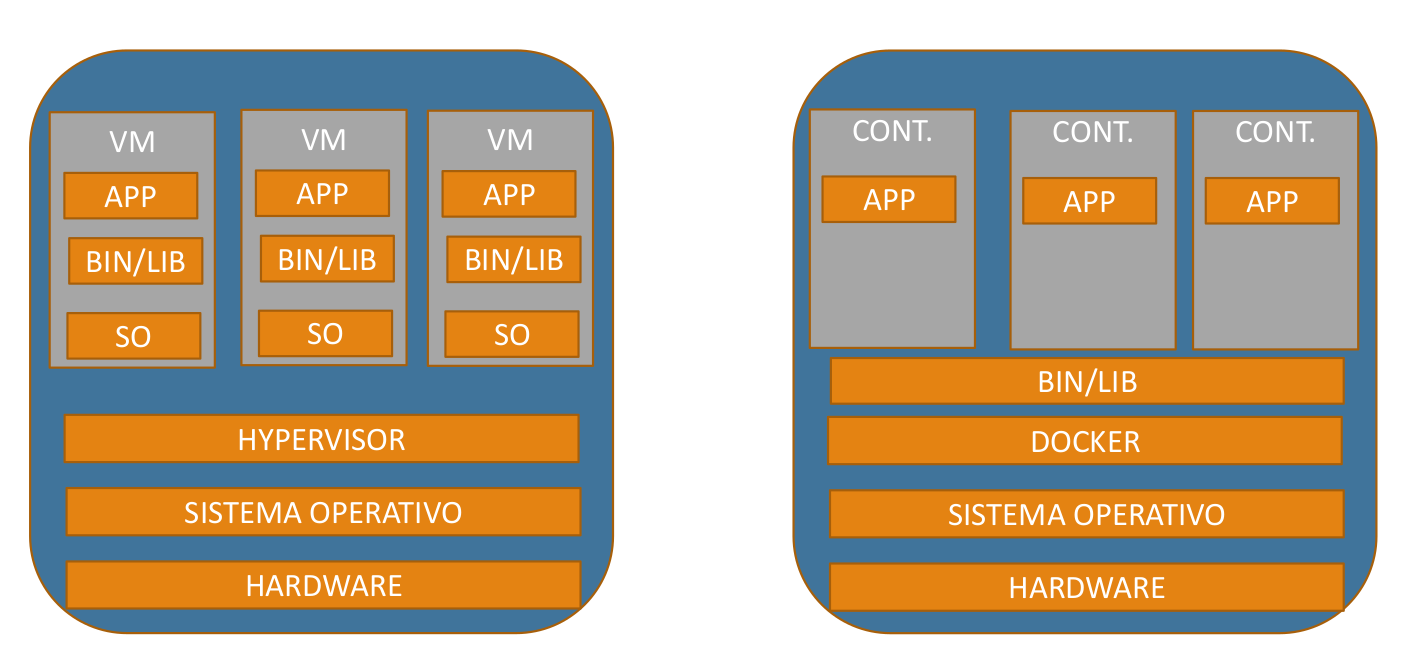 VM
APP
BIN/LIB
SO
VM
APP
BIN/LIB
SO
VM
APP
BIN/LIB
SO
HYPERVISOR
SISTEMA OPERATIVO
HARDWARE
CONT.
APP
CONT.
APP
CONT.
APP
BIN/LIB
DOCKER
SISTEMA OPERATIVO
HARDWARE